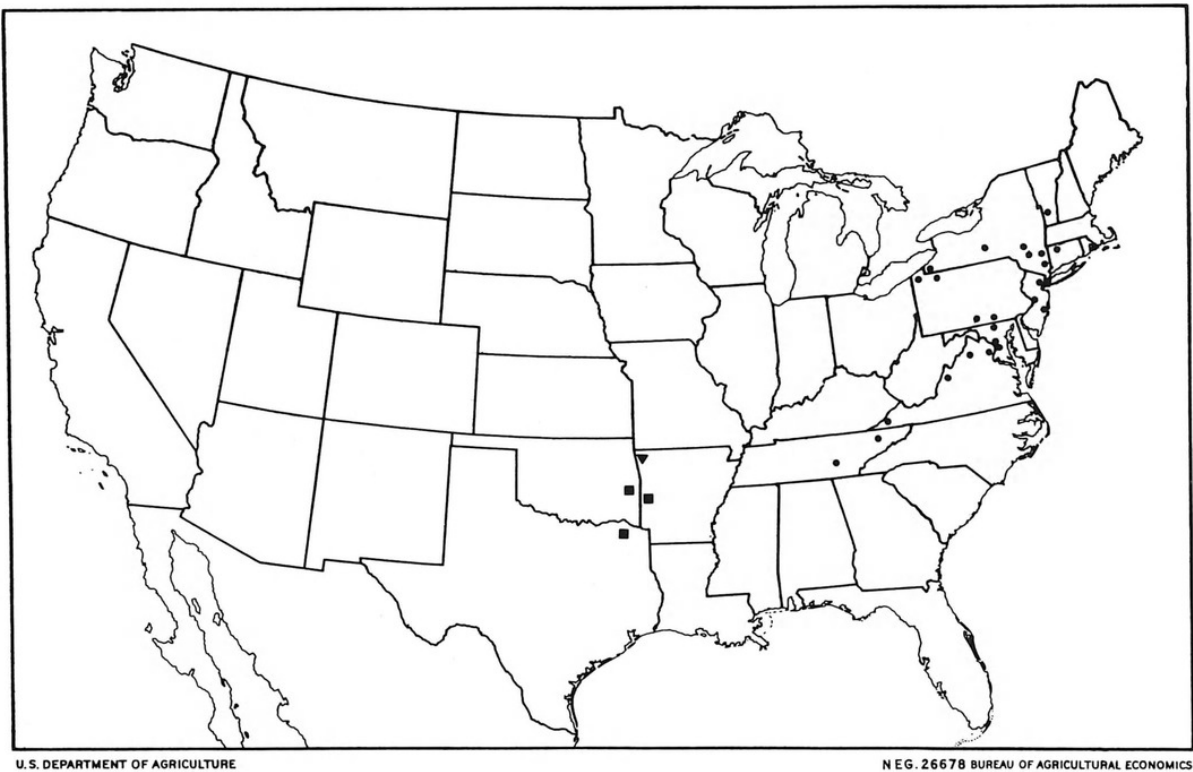 U.S. DEPARTMENT OF AGRICULTURE
NEG. 26678 BUREAU OF AGRICULTURAL ECONOMICS